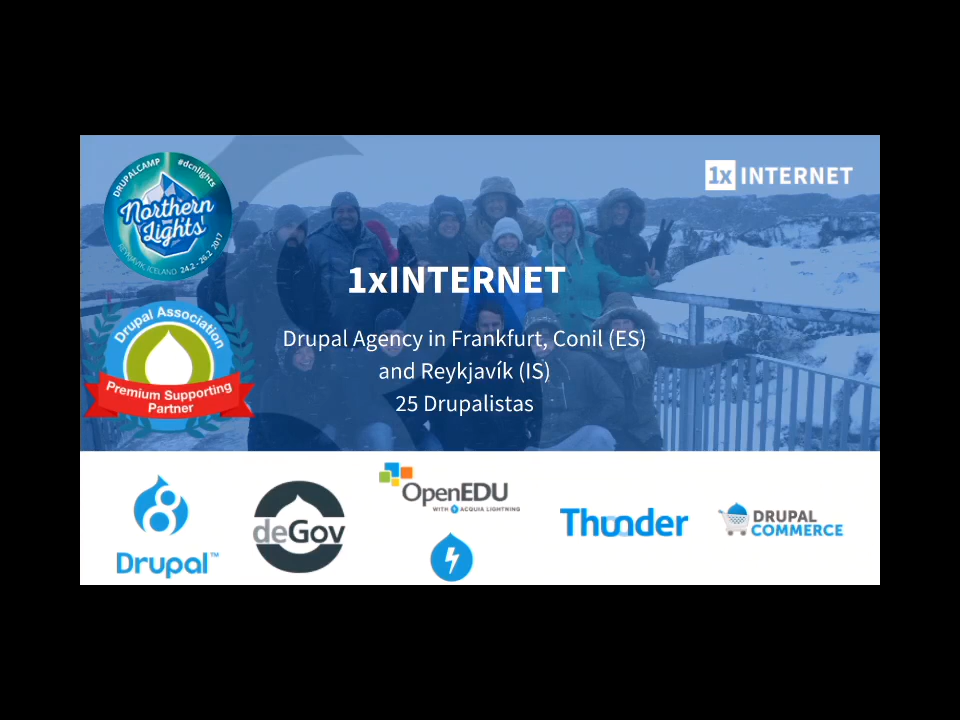 DRUPALCAMP #dcnlights
Northern
Lights
REYKJAVIK, ICELAND 24.2 - 26.2 2017
1x INTERNET
1xINTERNET
Drupal Agency in Frankfurt, Conil (ES)
and Reykjavík (IS)
25 Drupalistas
Drupal Association
Premium Supporting
Partner
Drupal™
deGov
OpenEDU
WITH ACQUIA LIGHTNING
Thunder
DRUPAL
COMMERCE